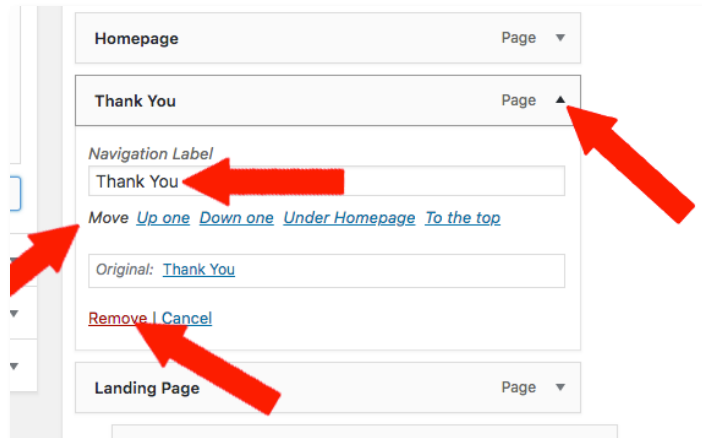 Homepage Page
Thank You Page
Navigation Label
Thank You
Move Up one Down one Under Homepage To the top
Original: Thank You
Remove | Cancel
Landing Page Page